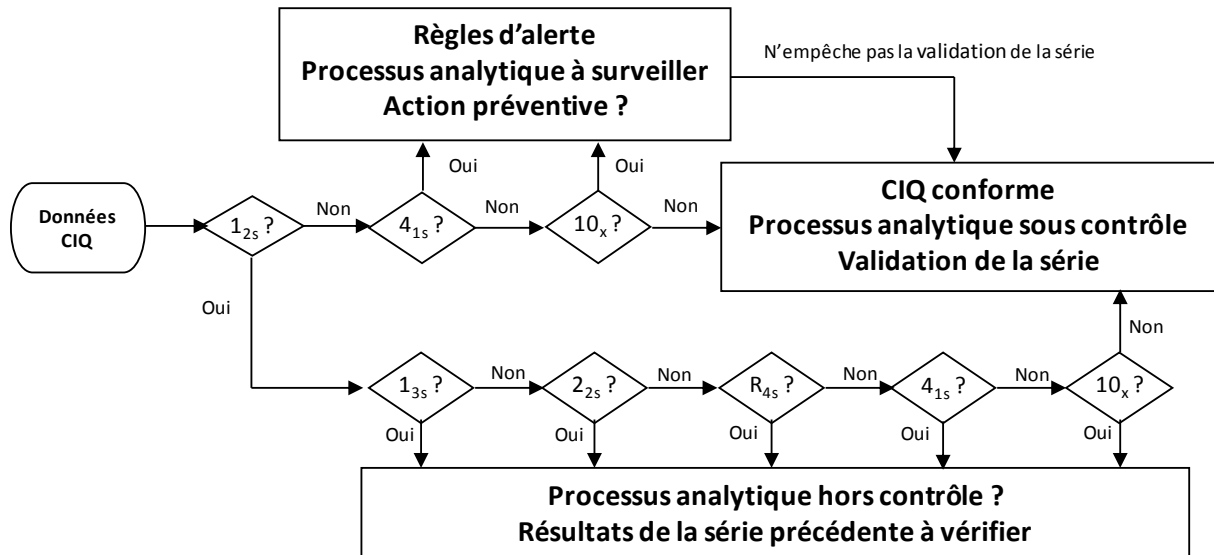 Règles d’alerte
Processus analytique à surveiller
Action préventive ?
N’empêche pas la validation de la série
Oui
Oui
Données
CIQ
1₂ₛ ?
Non
4₁ₛ ?
Non
10ₓ ?
Non
CIQ conforme
Processus analytique sous contrôle
Validation de la série
Oui
Non
1₃ₛ ?
Non
2₂ₛ ?
Non
R₄ₛ ?
Non
4₁ₛ ?
Non
10ₓ ?
Oui
Oui
Oui
Oui
Oui
Processus analytique hors contrôle ?
Résultats de la série précédente à vérifier